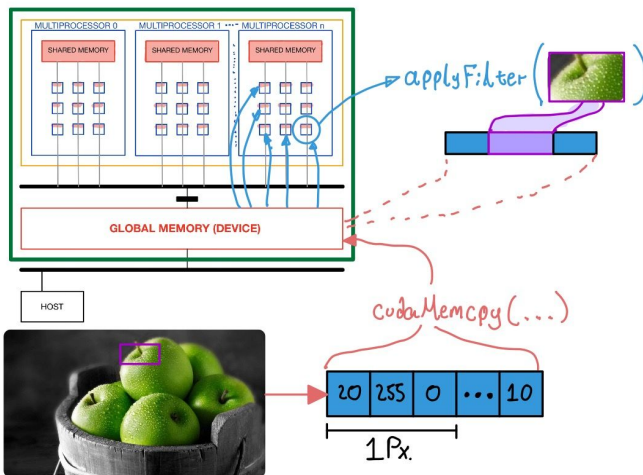 MULTIPROCESSOR 0
MULTIPROCESSOR 1
MULTIPROCESSOR n
SHARED MEMORY
SHARED MEMORY
SHARED MEMORY
applyFilter( )
GLOBAL MEMORY (DEVICE)
HOST
cudaMemcpy(...)
20 255 0 ... 10
1Px.